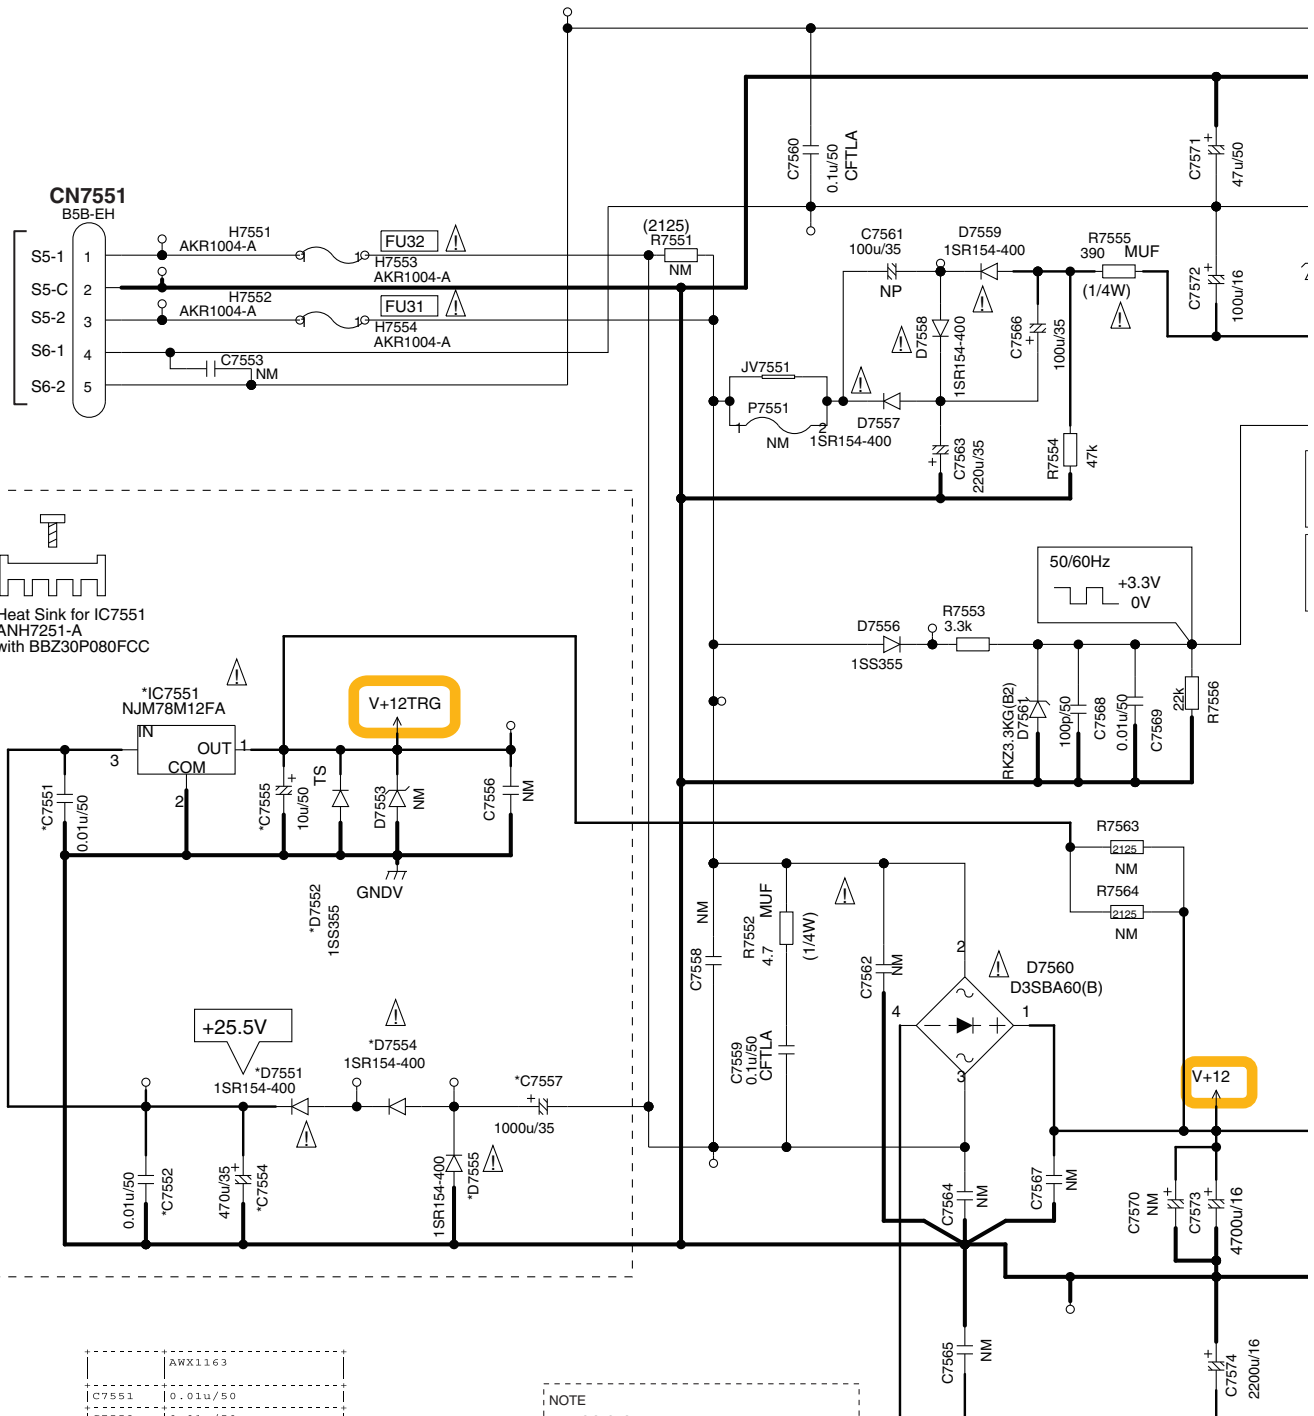 CN7551
B5B-EH
S5-1 1
S5-C 2
S5-2 3
S6-1 4
S6-2 5
H7551
AKR1004-A
FU32
H7553
AKR1004-A
H7552
AKR1004-A
FU31
H7554
AKR1004-A
C7553
NM
(2125)
R7551
NM
C7560
0.1u/50
CFTLA
C7571
47u/50
C7572
100u/16
C7561
100u/35
NP
D7559
1SR154-400
R7555
390 MUF
(1/4W)
D7558
1SR154-400
C7566
100u/35
JV7551
P7551
1 2
NM
D7557
1SR154-400
C7563
220u/35
R7554
47k
Heat Sink for IC7551
ANH7251-A
with BBZ30P080FCC
50/60Hz
+3.3V
0V
D7556
1SS355
R7553
3.3k
RKZ3.3KG(B2)
D7561
100p/50
C7568
0.01u/50
C7569
22k
R7556
*IC7551
NJM78M12FA
IN
OUT
COM
3
1
2
V+12TRG
*C7551
0.01u/50
*C7555
10u/50
TS
D7553
NM
C7556
NM
GNDV
*D7552
1SS355
R7563
2125
NM
R7564
2125
NM
C7558
NM
R7552
4.7
MUF
(1/4W)
C7562
NM
C7559
0.1u/50
CFTLA
D7560
D3SBA60(B)
2
4
1
3
+25.5V
*D7551
1SR154-400
*D7554
1SR154-400
*C7557
1000u/35
0.01u/50
*C7552
470u/35
*C7554
1SR154-400
*D7555
V+12
C7564
NM
C7567
NM
C7570
NM
C7573
4700u/16
C7565
NM
C7574
2200u/16
AWX1163
C7551 0.01u/50
NOTE